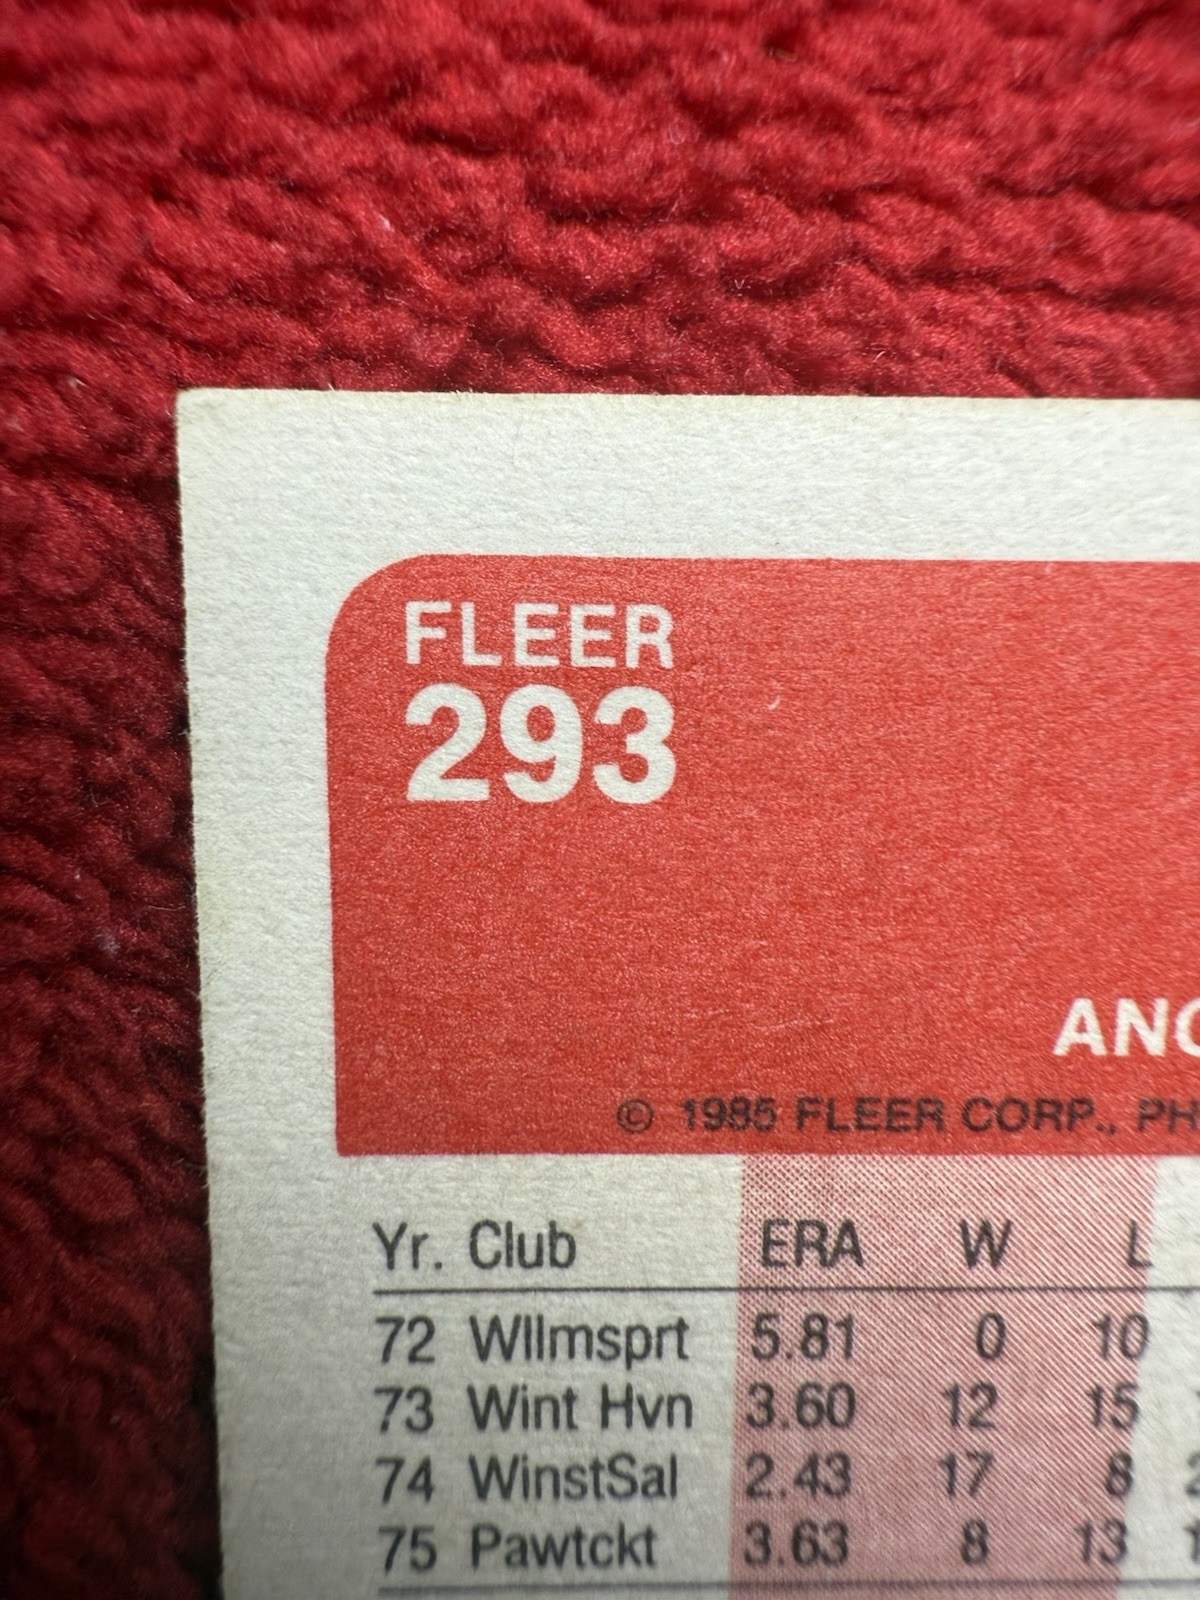 FLEER
293
© 1985 FLEER CORP.,
Yr. Club ERA W L
72 Wllmsprt 5.81 0 10
73 Wint Hvn 3.60 12 15
74 WinstSal 2.43 17 8
75 Pawtckt 3.63 8 13